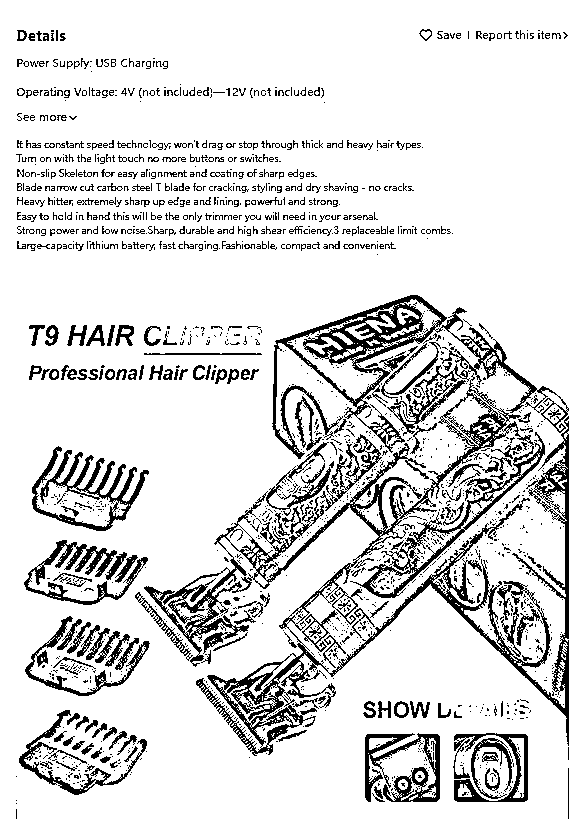 Details
Save | Report this item>
Power Supply: USB Charging
Operating Voltage: 4V (not included)—12V (not included)
See more
It has constant speed technology; won't drag or stop through thick and heavy hair types.
Turn on with the light touch no more buttons or switches.
Non-slip Skeleton for easy alignment and coating of sharp edges.
Blade narrow cut carbon steel T blade for cracking, styling and dry shaving - no cracks.
Heavy hitter, extremely sharp up edge and lining, powerful and strong.
Easy to hold in hand this will be the only trimmer you will need in your arsenal.
Strong power and low noise.Sharp, durable and high shear efficiency.3 replaceable limit combs.
Large-capacity lithium battery, fast charging.Fashionable, compact and convenient.
T9 HAIR CLIPPER
Professional Hair Clipper
HIENA
SHOW DETAILS